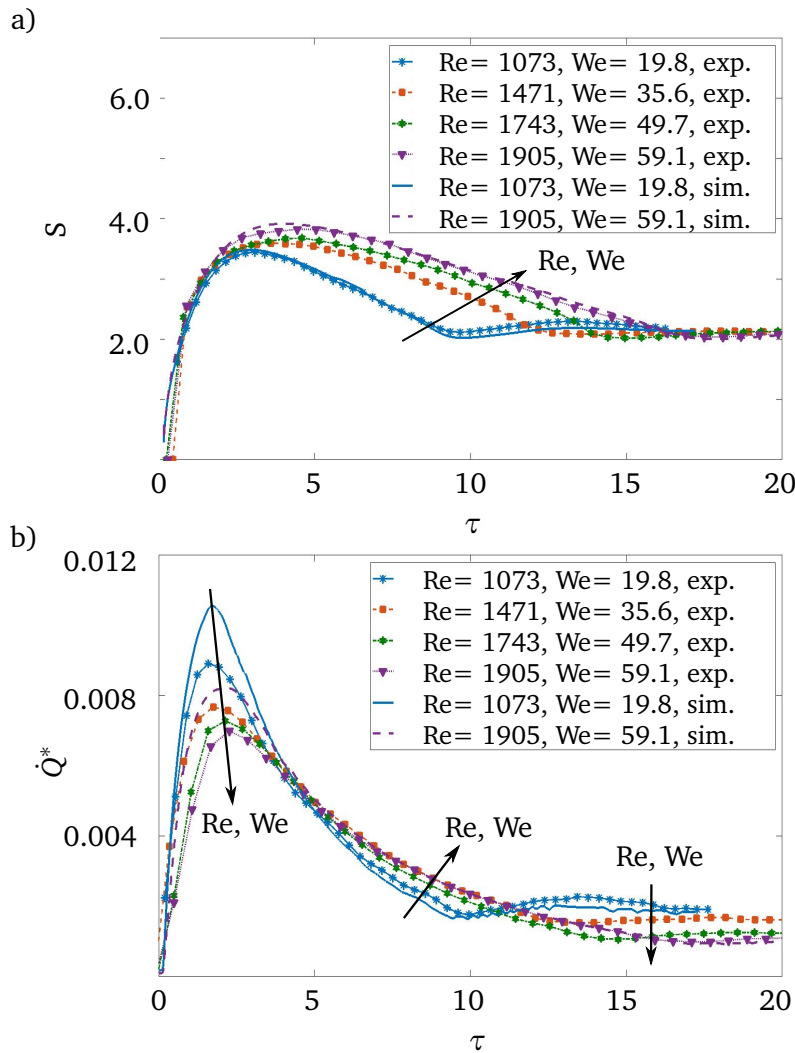 a)
6.0
4.0
2.0
S
Re= 1073, We= 19.8, exp.
Re= 1471, We= 35.6, exp.
Re= 1743, We= 49.7, exp.
Re= 1905, We= 59.1, exp.
Re= 1073, We= 19.8, sim.
Re= 1905, We= 59.1, sim.
Re, We
0 5 10 15 20
τ
b)
0.012
0.008
0.004
Q̇*
Re= 1073, We= 19.8, exp.
Re= 1471, We= 35.6, exp.
Re= 1743, We= 49.7, exp.
Re= 1905, We= 59.1, exp.
Re= 1073, We= 19.8, sim.
Re= 1905, We= 59.1, sim.
Re, We
Re, We
Re, We
0 5 10 15 20
τ